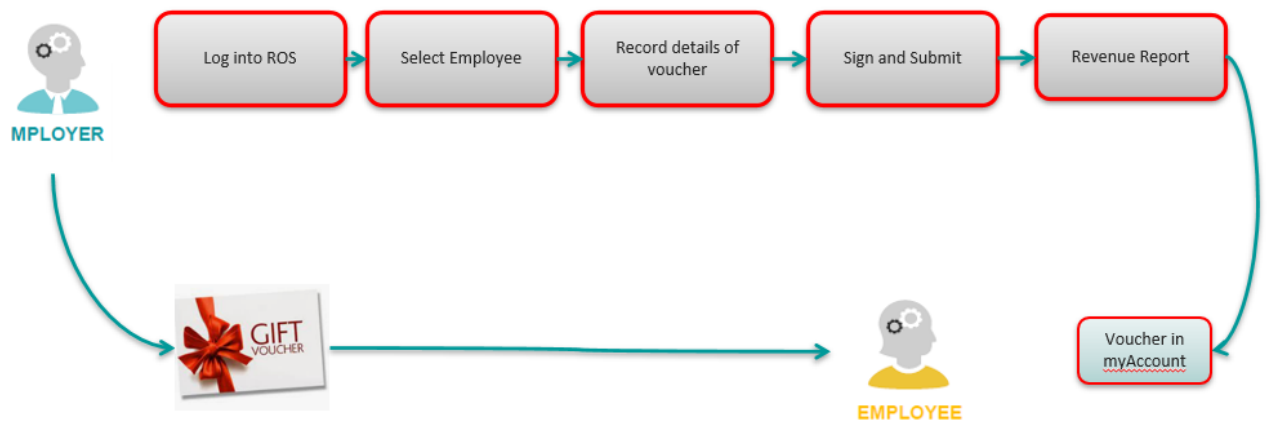 Log into ROS
Select Employee
Record details of
voucher
Sign and Submit
Revenue Report
MPLOYER
GIFT
VOUCHER
Voucher in
myAccount
EMPLOYEE